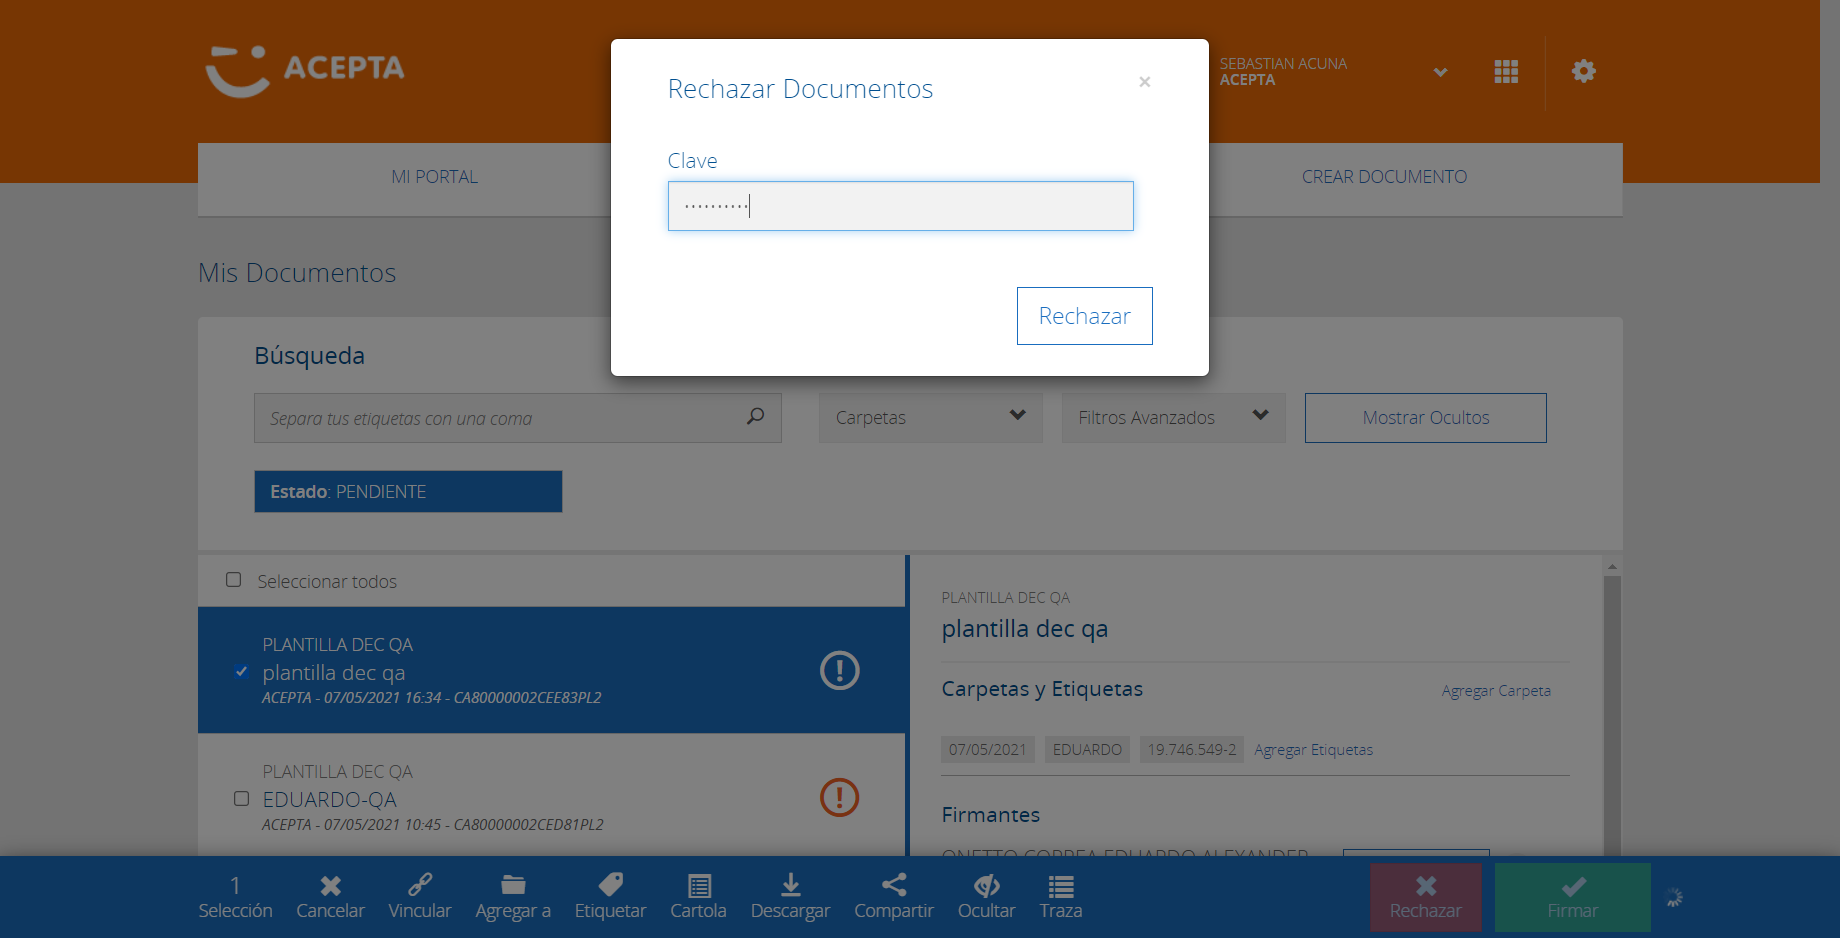 ACEPTA
SEBASTIAN ACUNA
ACEPTA
Rechazar Documentos
×
Clave
Rechazar
MI PORTAL
CREAR DOCUMENTO
Mis Documentos
Búsqueda
Separa tus etiquetas con una coma
Carpetas
Filtros Avanzados
Mostrar Ocultos
Estado: PENDIENTE
Seleccionar todos
PLANTILLA DEC QA
plantilla dec qa
ACEPTA - 07/05/2021 16:34 - CA80000002CEE83PL2
PLANTILLA DEC QA
EDUARDO-QA
ACEPTA - 07/05/2021 10:45 - CA80000002CED81PL2
PLANTILLA DEC QA
plantilla dec qa
Carpetas y Etiquetas
Agregar Carpeta
07/05/2021 EDUARDO 19.746.549-2 Agregar Etiquetas
Firmantes
ONETTO CORREA EDUARDO ALEXANDER
1
Selección Cancelar Vincular Agregar a Etiquetar Cartola Descargar Compartir Ocultar Traza Rechazar Firmar